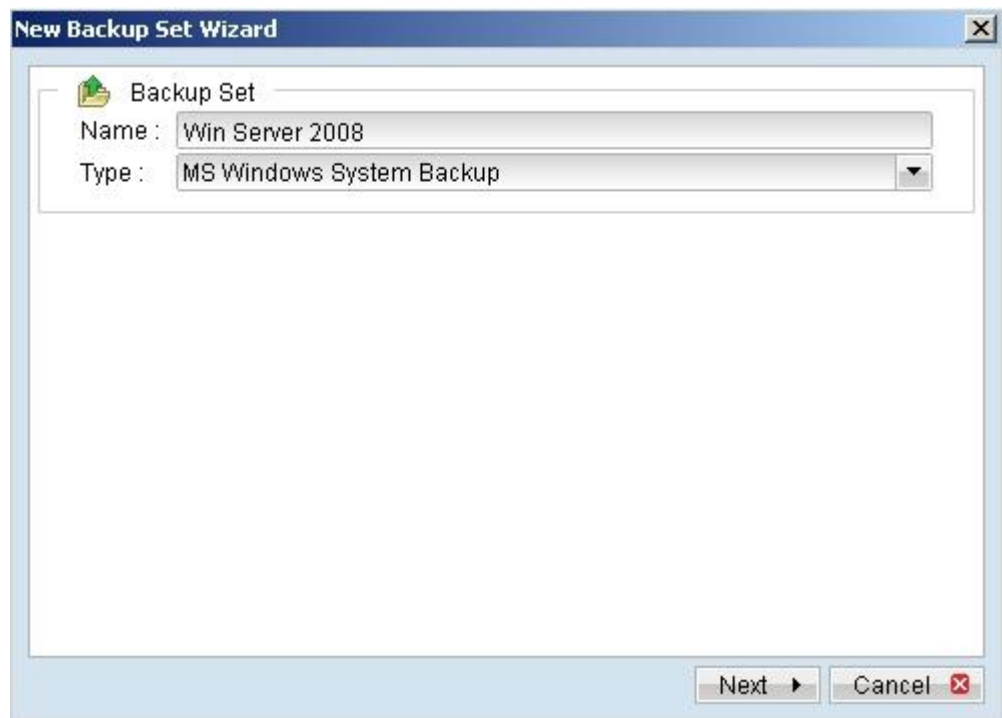 New Backup Set Wizard
Backup Set
Name : Win Server 2008
Type : MS Windows System Backup
Next Cancel